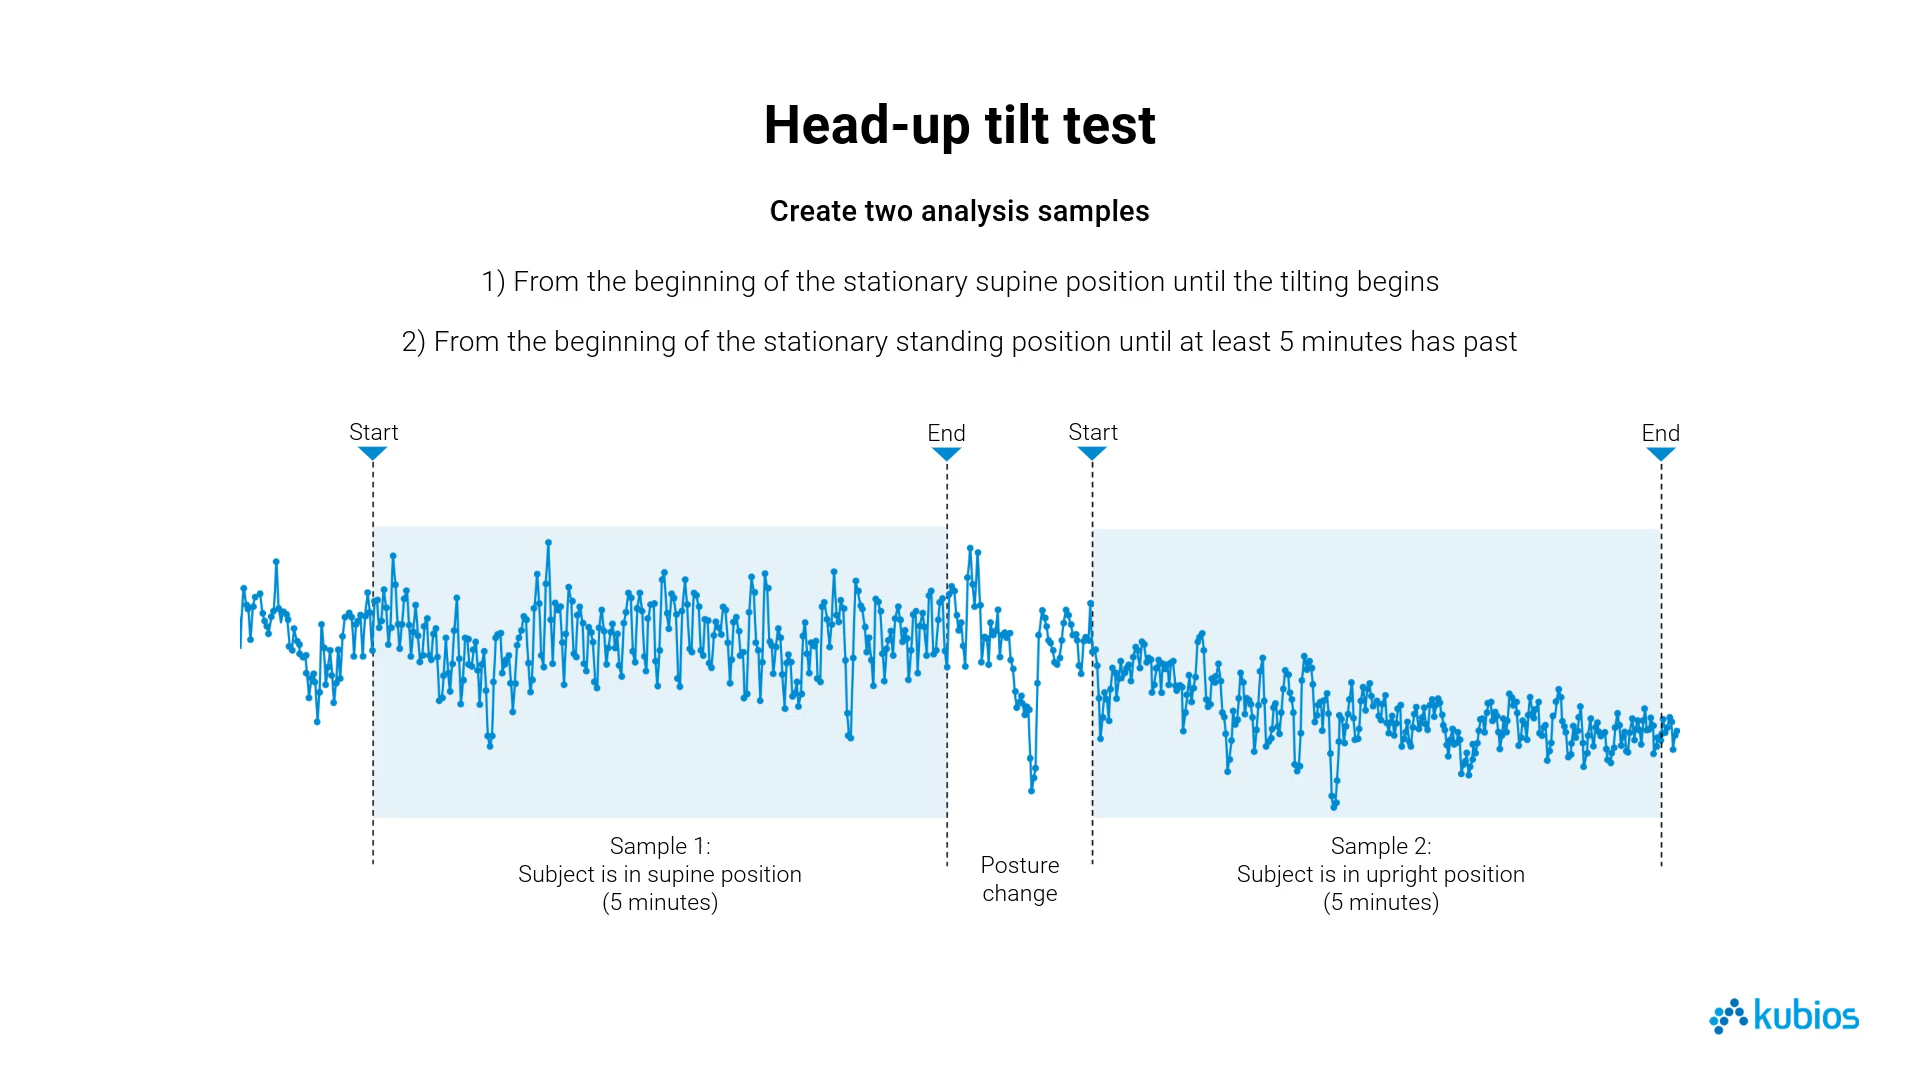 Head-up tilt test
Create two analysis samples
1) From the beginning of the stationary supine position until the tilting begins
2) From the beginning of the stationary standing position until at least 5 minutes has past
Start
End
Start
End
Sample 1:
Subject is in supine position
(5 minutes)
Posture
change
Sample 2:
Subject is in upright position
(5 minutes)
kubios